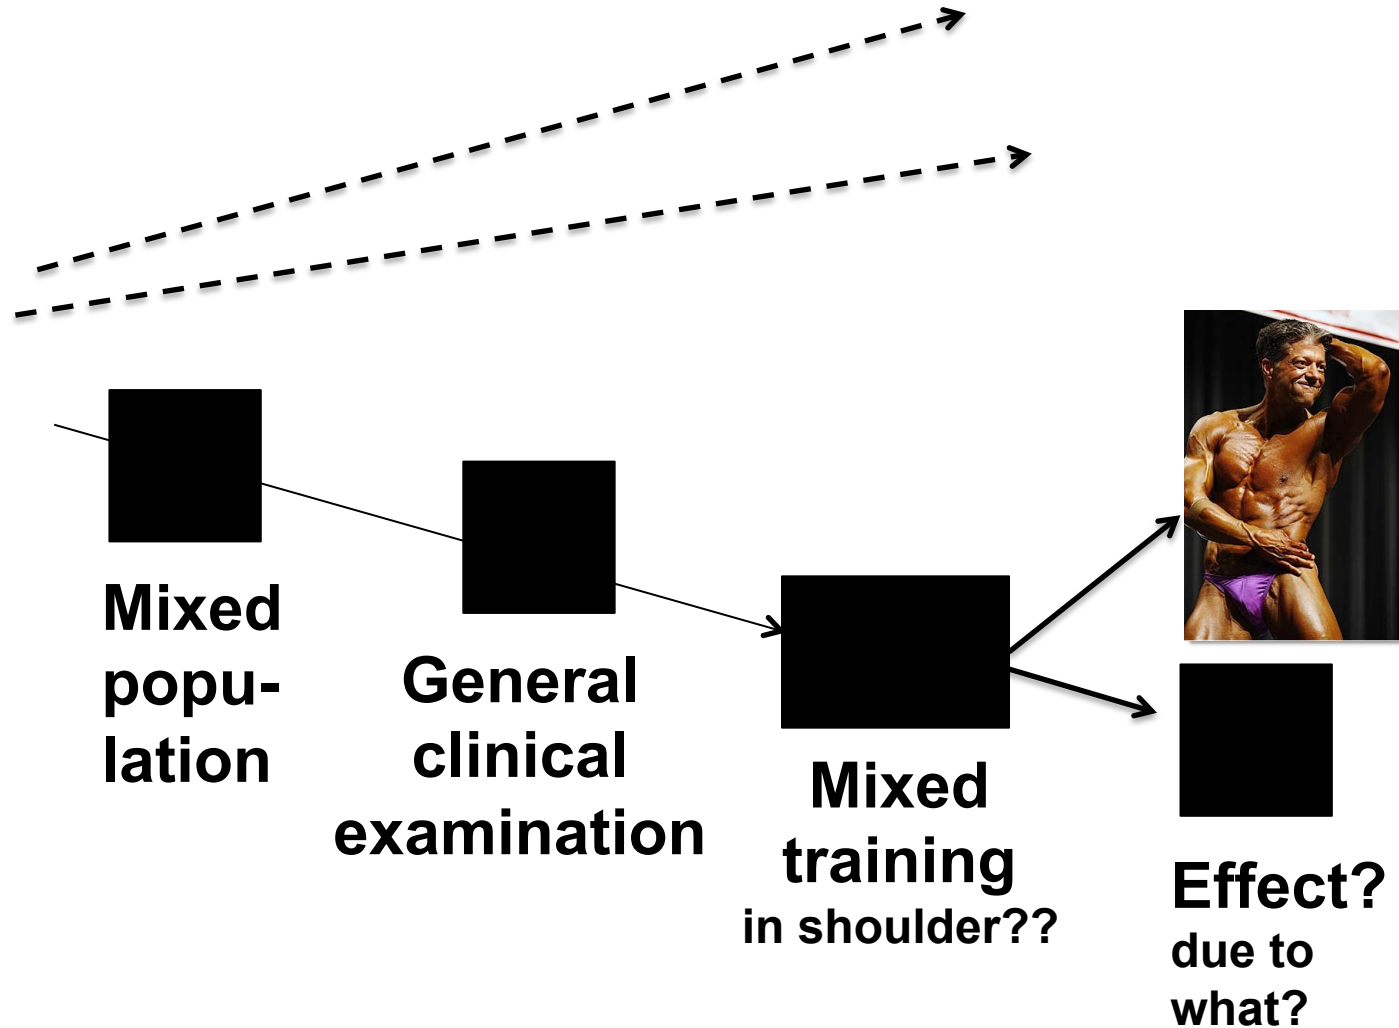 Mixed
popu-
lation
General
clinical
examination
Mixed
training
in shoulder??
Effect?
due to
what?